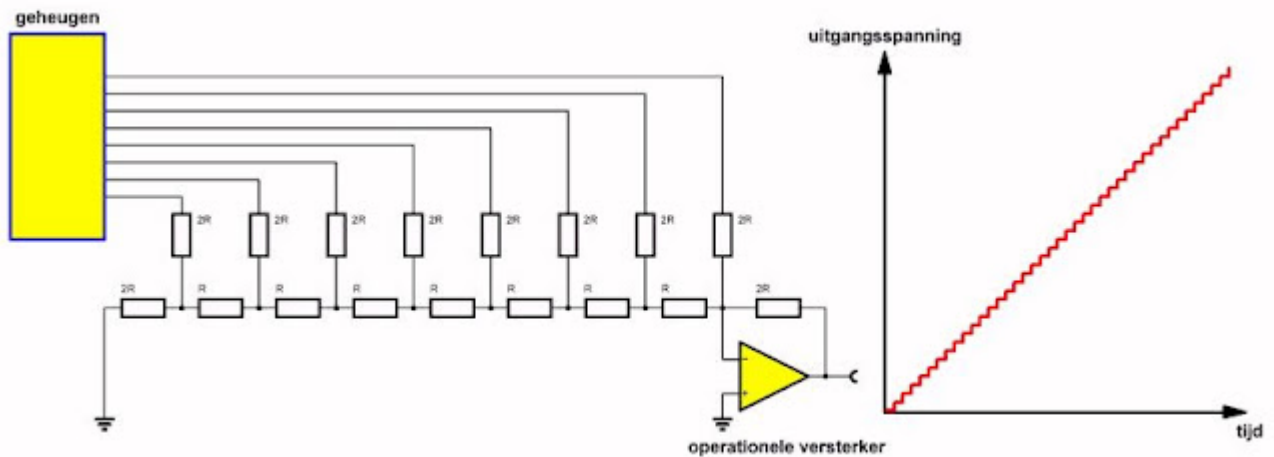 geheugen
uitgangsspanning
2R 2R 2R 2R 2R 2R 2R 2R
2R R R R R R R R 2R
- 
+
operationele versterker
tijd